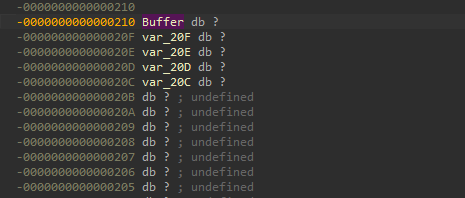 -0000000000000210
-0000000000000210 Buffer db ?
-000000000000020F var_20F db ?
-000000000000020E var_20E db ?
-000000000000020D var_20D db ?
-000000000000020C var_20C db ?
-000000000000020B db ? ; undefined
-000000000000020A db ? ; undefined
-0000000000000209 db ? ; undefined
-0000000000000208 db ? ; undefined
-0000000000000207 db ? ; undefined
-0000000000000206 db ? ; undefined
-0000000000000205 db ? ; undefined